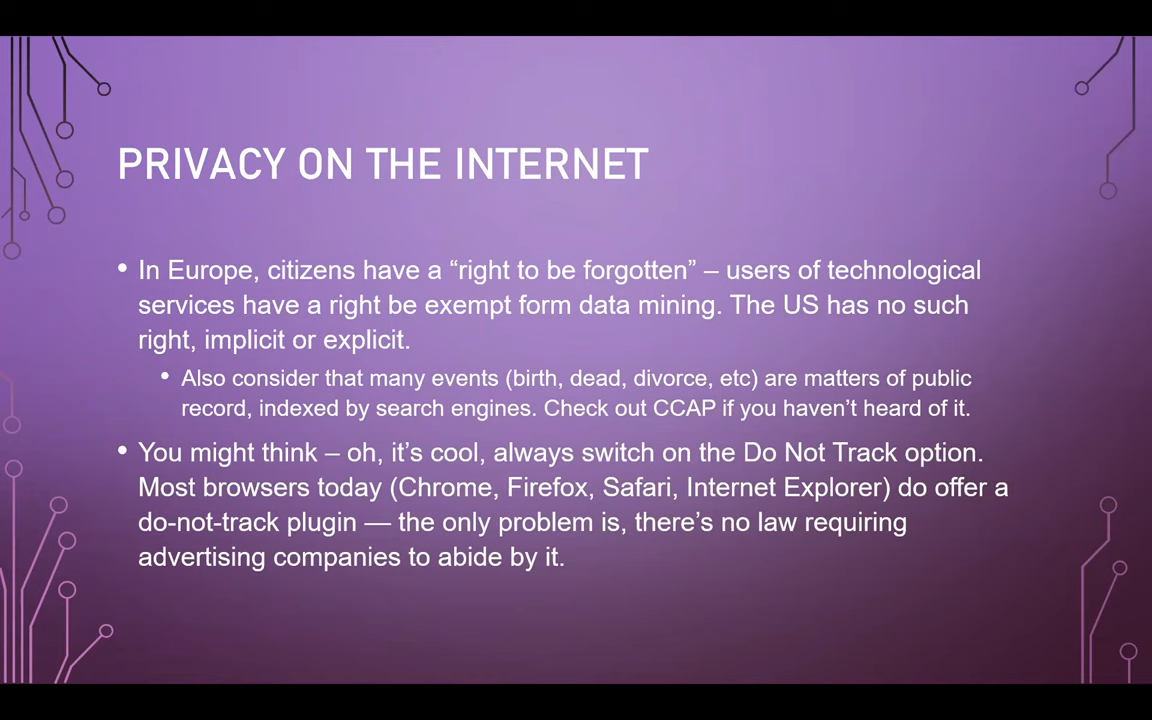 PRIVACY ON THE INTERNET
• In Europe, citizens have a “right to be forgotten” – users of technological
services have a right be exempt form data mining. The US has no such
right, implicit or explicit.
• Also consider that many events (birth, dead, divorce, etc) are matters of public
record, indexed by search engines. Check out CCAP if you haven’t heard of it.
• You might think – oh, it’s cool, always switch on the Do Not Track option.
Most browsers today (Chrome, Firefox, Safari, Internet Explorer) do offer a
do-not-track plugin — the only problem is, there’s no law requiring
advertising companies to abide by it.